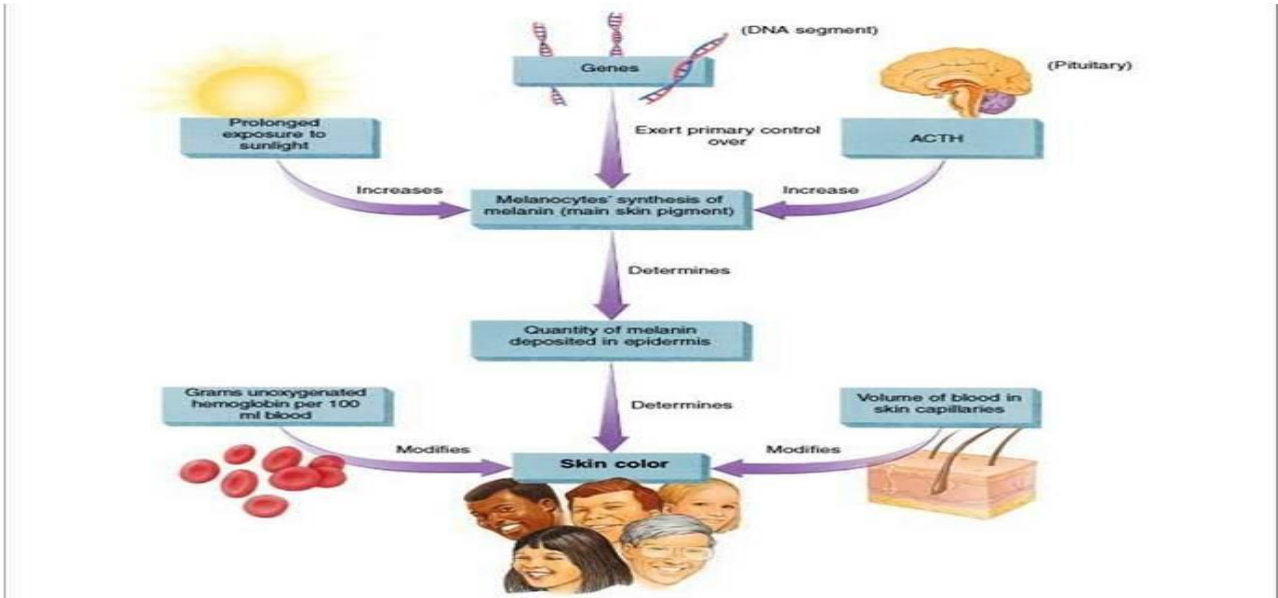 (DNA segment)
Genes
(Pituitary)
Prolonged
exposure to
sunlight
Exert primary control
over
ACTH
Increases
Increase
Melanocytes' synthesis of
melanin (main skin pigment)
Determines
Quantity of melanin
deposited in epidermis
Grams unoxygenated
hemoglobin per 100
ml blood
Determines
Volume of blood in
skin capillaries
Modifies
Modifies
Skin color